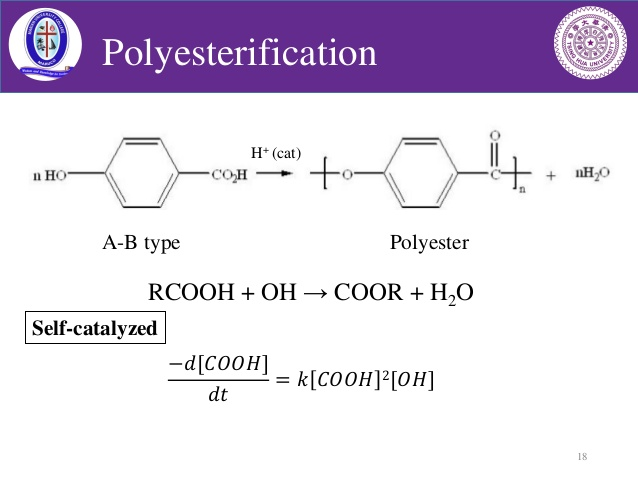 Polyesterification
n HO
CO₂H
H⁺ (cat)
O
O
C
n
+
nH₂O
A-B type
Polyester
RCOOH + OH → COOR + H₂O
Self-catalyzed
−d[COOH]
dt
= k[COOH]²[OH]
18